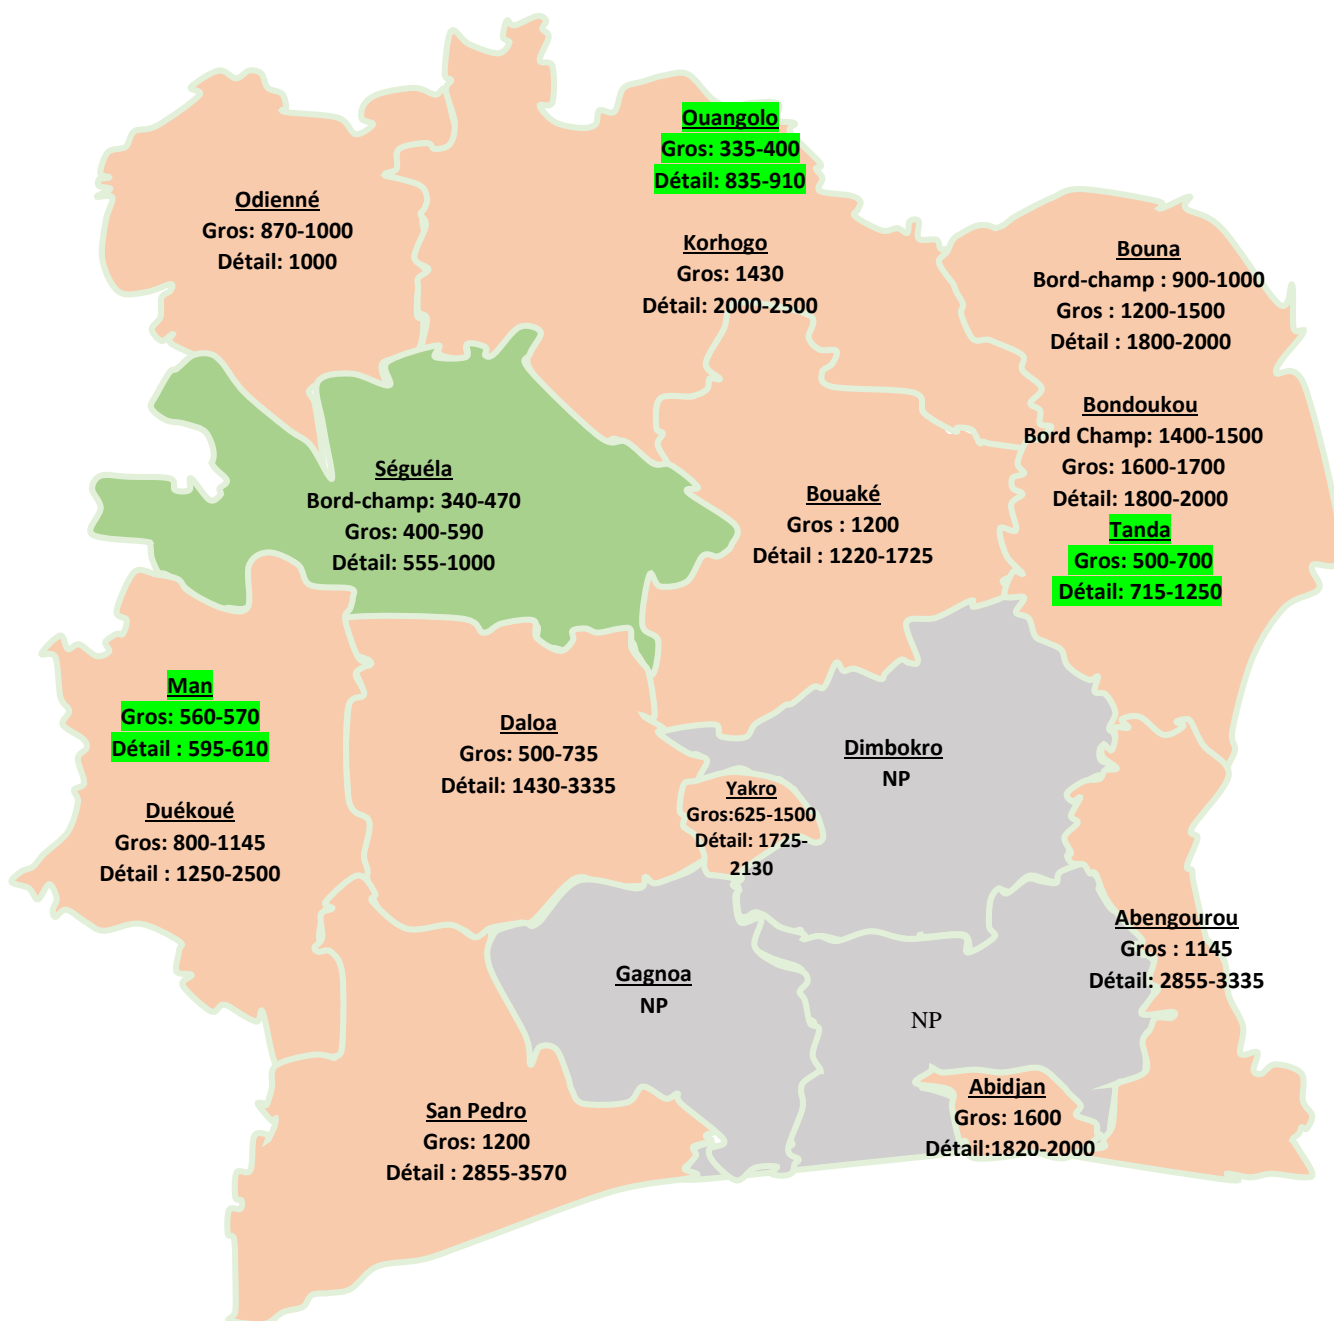 Ouangolo
Gros: 335-400
Détail: 835-910
Odienné
Gros: 870-1000
Détail: 1000
Korhogo
Gros: 1430
Détail: 2000-2500
Bouna
Bord-champ : 900-1000
Gros : 1200-1500
Détail : 1800-2000
Bondoukou
Bord Champ: 1400-1500
Gros: 1600-1700
Détail: 1800-2000
Tanda
Gros: 500-700
Détail: 715-1250
Séguéla
Bord-champ: 340-470
Gros: 400-590
Détail: 555-1000
Bouaké
Gros : 1200
Détail : 1220-1725
Man
Gros: 560-570
Détail : 595-610
Duékoué
Gros: 800-1145
Détail : 1250-2500
Daloa
Gros: 500-735
Détail: 1430-3335
Dimbokro
NP
Yakro
Gros:625-1500
Détail: 1725-
2130
Abengourou
Gros : 1145
Détail: 2855-3335
Gagnoa
NP
NP
Abidjan
Gros: 1600
Détail:1820-2000
San Pedro
Gros: 1200
Détail : 2855-3570